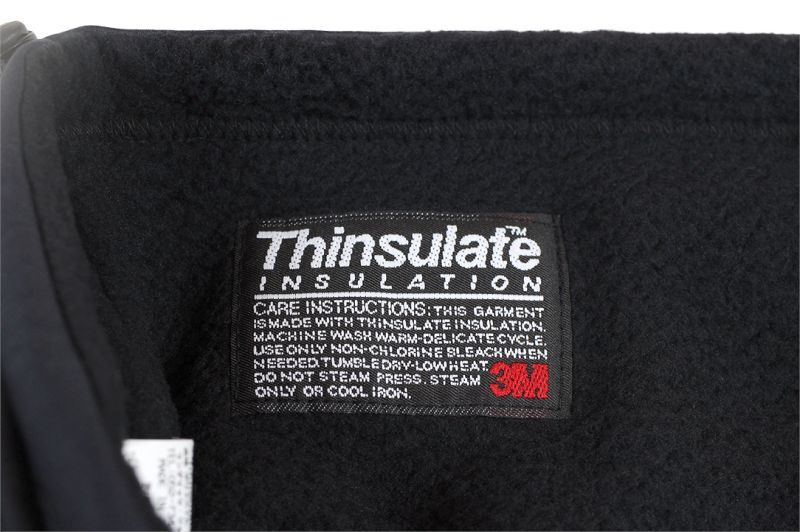 Thinsulate™
INSULATION
CARE INSTRUCTIONS: THIS GARMENT
IS MADE WITH THINSULATE INSULATION.
MACHINE WASH WARM-DELICATE CYCLE.
USE ONLY NON-CHLORINE BLEACH WHEN
NEEDED. TUMBLE DRY-LOW HEAT.
DO NOT STEAM PRESS. STEAM
ONLY OR COOL IRON.
3M